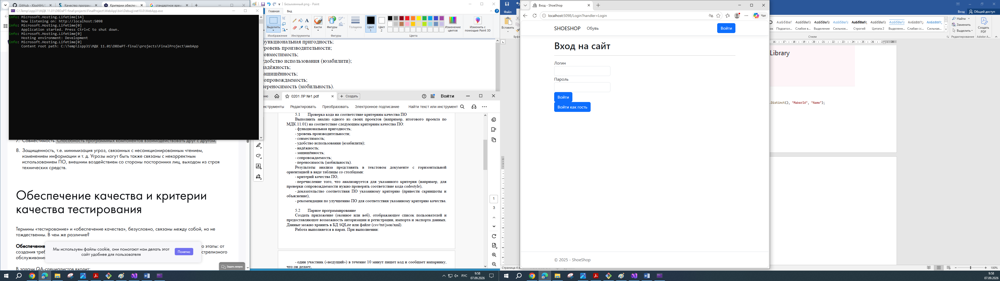 GitHub - KlosHiHi/D
Качество програм
Критерии обеспеч
стандартное врем
C:\Temp\ispp31\МДК 11.01\DBDaPT-final\projects\FinalProject\WebApp\bin\Debug\net10.0\WebApp.exe
info: Microsoft.Hosting.Lifetime[14]
Now listening on: http://localhost:5098
info: Microsoft.Hosting.Lifetime[0]
Application started. Press Ctrl+C to shut down.
info: Microsoft.Hosting.Lifetime[0]
Hosting environment: Development
info: Microsoft.Hosting.Lifetime[0]
Content root path: C:\Temp\ispp31\МДК 11.01\DBDaPT-final\projects\FinalProject\WebApp
7. Совместимость. Способность программных компонентов взаимодействовать друг с другом.
8. Защищенность, т.е. минимизация угроз, связанных с несанкционированным чтением,
изменением информации и т. д. Угрозы могут быть также связаны с некорректным
использованием ПО, внешним воздействием со стороны посторонних лиц, выходом из строя
технических средств.
Обеспечение качества и критерии
качества тестирования
Термины «тестирование» и «обеспечение качества», безусловно, связаны между собой, но не
тождественны. В чем же различие?
Обеспечение
о этапы: от
создания треб
стрелизного
обслуживания
Мы используем файлы cookie, они помогают нам делать этот
сайт удобнее для пользователя
Понятно
В задачи QA-специалистов входит:
Задать вопрос
Безымянный.png - Paint
Главная
Вид
Выделить
Изображение
Инструменты
Кисти
Фигуры
Фигуры
Толщина
Цвет
1
Цвет
2
Цвета
Изменение
цветов
Изменить с
помощью Paint 3D
функциональная пригодность;
уровень производительности;
совместимость;
удобство использования (юзабилити);
надёжность;
защищённость;
сопровождаемость;
переносимость (мобильность).
ню
0201 ЛР №1.pdf
Создать
Войти
нструменты
Редактировать
Преобразовать
Электронное подписание
Найти текст или инструмент
5.1 Проверка кода на соответствие критериям качества ПО
Выполнить анализ одного из своих проектов (например, итогового проекта по
МДК.11.01) на соответствие следующим критериям качества ПО:
- функциональная пригодность;
- уровень производительности;
- совместимость;
- удобство использования (юзабилити);
- надёжность;
- защищённость;
- сопровождаемость;
- переносимость (мобильность).
Результаты анализа представить в текстовом документе с горизонтальной
ориентацией в виде таблицы со столбцами:
- критерий качества ПО,
- перечисление того, что анализируется для указанного критерия (например, для
проверки сопровождаемости нужно проверять соответствие кода codestyle),
- доказательство соответствия ПО указанному критерию (привести скриншоты и
объяснение),
- рекомендации по улучшению ПО для соответствия указанному критерию качества.
5.2 Парное программирование
Создать приложение (оконное или веб), отображающее список пользователей и
предоставляющее возможность авторизации и регистрации, импорта и экспорта данных.
Данные можно хранить в БД SQLite или файле (csv/txt/json/xml).
Работа выполняется в парах. При выполнении:
- один участник («ведущий») в течение 10 минут пишет код и сообщает напарнику,
что он делает,
1
3
РУС
9:58
07.09.2026
Файл
Вставить
Буфе
Вход - ShoeShop
localhost:5098/Login?handler=Login
Чат
SHOESHOP
Обувь
Войти
Вход на сайт
Логин
Пароль
Войти
Войти как гость
© 2025 - ShoeShop
Вход
Общий доступ
АаБбВвГ
Подзагол...
АаБбВвГг
Слабое в...
АаБбВвГг
Выделение
АаБбВвГг
Сильное...
АаБбВвГг
Строгий
АаБбВвГг
Цитата 2
АаБбВвГг
Выделенн...
ААББВВГГ
Слабая сс...
ААББВВГГ
Сильная...
Стили
Найти
Заменить
Выделить
Редактирование
Создать
PDF
Adobe A...
Library
.Distinct(), "MakerId", "Name");
Страница 4 и
100%
9:58
07.09.2026